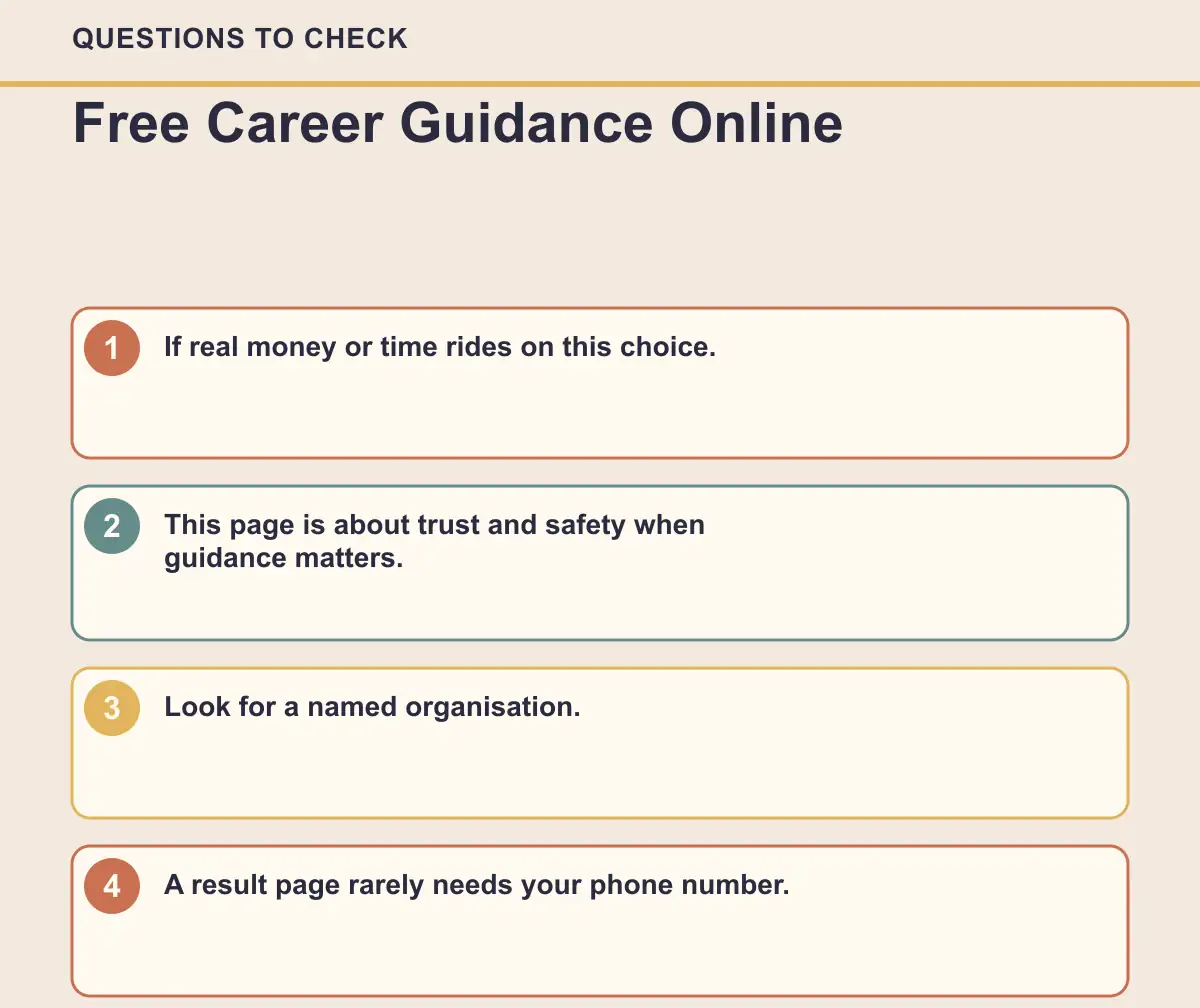 QUESTIONS TO CHECK
Free Career Guidance Online
1
If real money or time rides on this choice.
2
This page is about trust and safety when
guidance matters.
3
Look for a named organisation.
4
A result page rarely needs your phone number.